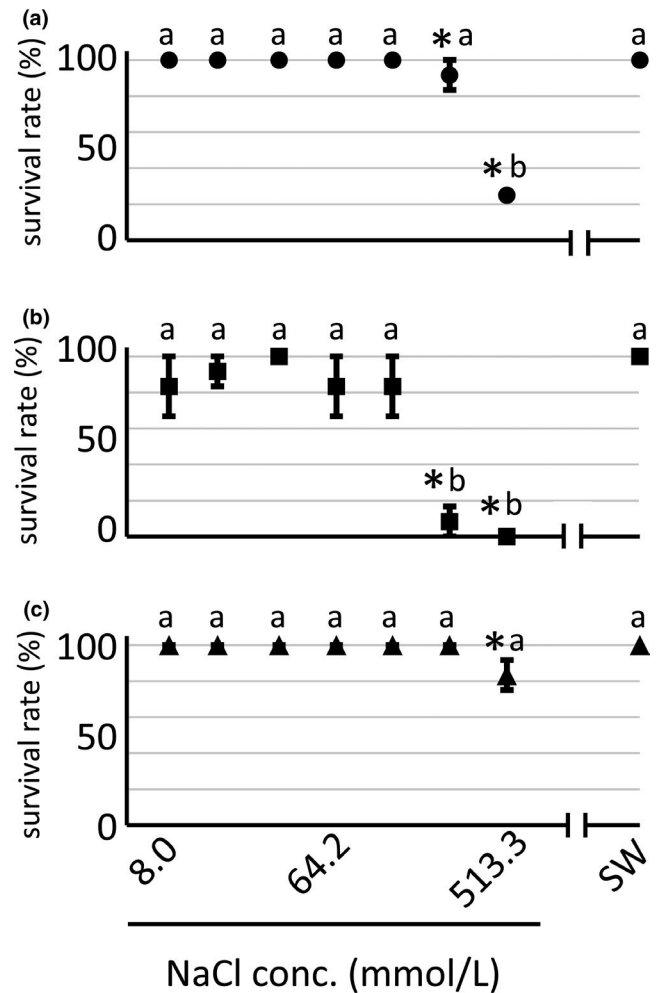 (a)
a a a a a *a a
survival rate (%)
100
*b
50
0
(b)
a a a a a a
survival rate (%)
100
50
*b
*b
0
(c)
a a a a a a a
*a
survival rate (%)
100
50
0
8.0 64.2 513.3 SW
NaCl conc. (mmol/L)